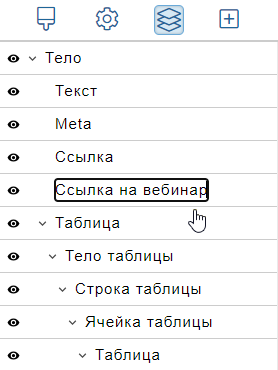 Тело
Текст
Meta
Ссылка
Ссылка на вебинар
Таблица
Тело таблицы
Строка таблицы
Ячейка таблицы
Таблица